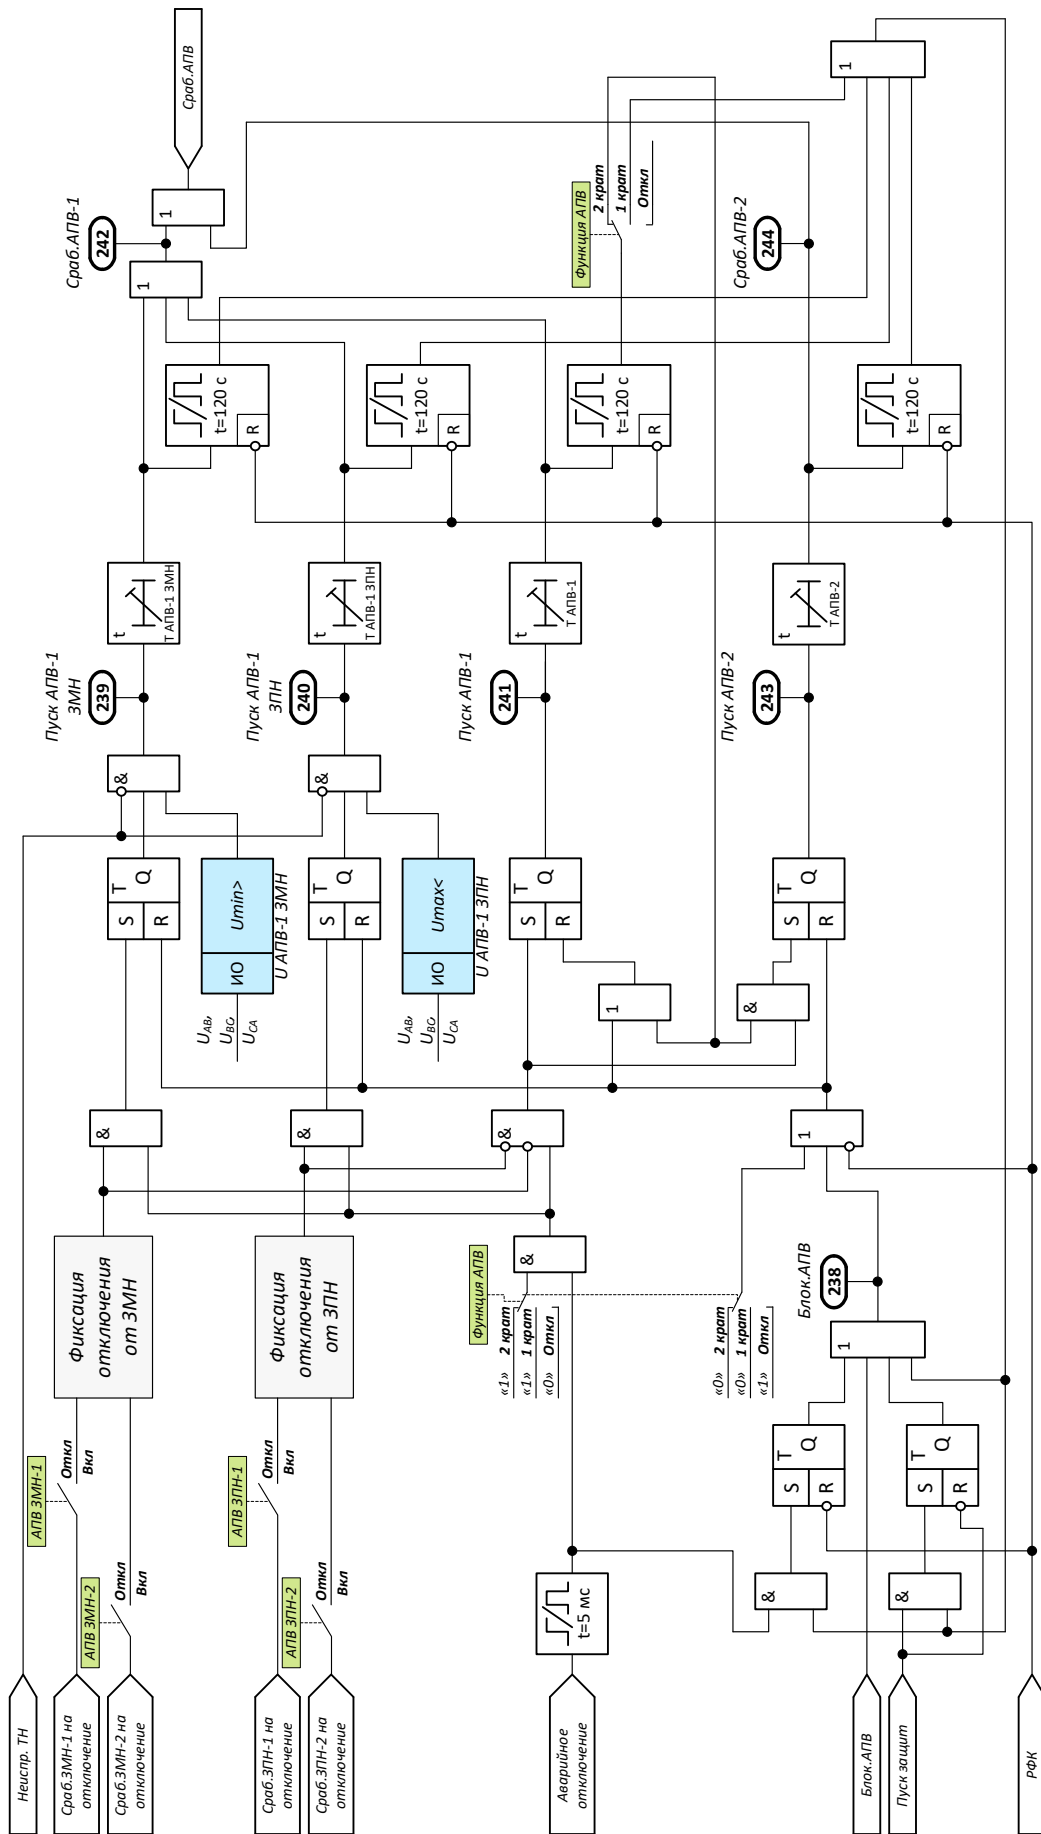 Неиспр. ТН
Сраб.ЗМН-1 на
отключение
Сраб.ЗМН-2 на
отключение
АПВ ЗМН-1
Откл
Вкл
АПВ ЗМН-2
Откл
Вкл
Фиксация
отключения
от ЗМН
&
S
T
R
Q
ИО
Umin>
U АПВ-1 ЗМН
UAB,
UBC,
UCA
&
Пуск АПВ-1
ЗМН
239
t
T АПВ-1 ЗМН
t=120 с
R
1
Сраб.АПВ-1
242
1
Сраб.АПВ
Сраб.ЗПН-1 на
отключение
Сраб.ЗПН-2 на
отключение
АПВ ЗПН-1
Откл
Вкл
АПВ ЗПН-2
Откл
Вкл
Фиксация
отключения
от ЗПН
&
S
T
R
Q
ИО
Umax<
U АПВ-1 ЗПН
UAB,
UBC,
UCA
&
Пуск АПВ-1
ЗПН
240
t
T АПВ-1 ЗПН
t=120 с
R
Аварийное
отключение
t=5 мс
Функция АПВ
«1» 2 крат
«1» 1 крат
«0» Откл
&
&
S
T
R
Q
1
Пуск АПВ-1
241
t
T АПВ-1
t=120 с
R
Функция АПВ
2 крат
1 крат
Откл
«0» 2 крат
«0» 1 крат
«1» Откл
1
&
S
T
R
Q
Пуск АПВ-2
243
t
T АПВ-2
t=120 с
R
Сраб.АПВ-2
244
1
Блок.АПВ
Пуск защит
РФК
&
&
S
T
R
Q
S
T
R
Q
1
Блок.АПВ
238